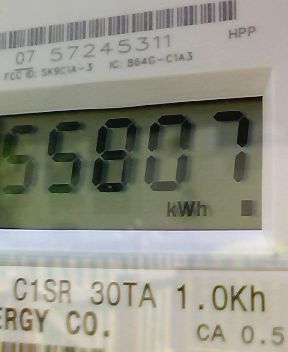 07 57245311
HPP
FCC ID: SK9C1A-3 IC: 864G-C1A3
55807
kWh
C1SR 30TA 1.0Kh
ERGY CO.
CA 0.5